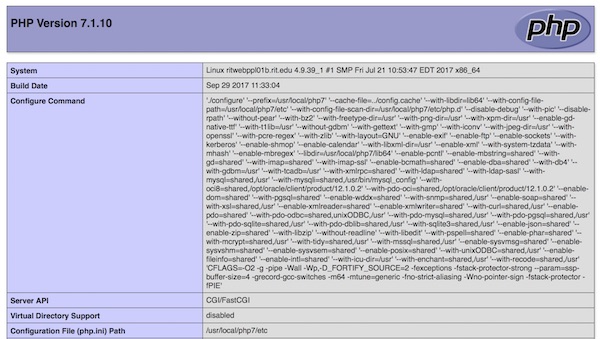 PHP Version 7.1.10
php
System Linux ritwebppl01b.rit.edu 4.9.39_1 #1 SMP Fri Jul 21 10:53:47 EDT 2017 x86_64
Build Date Sep 29 2017 11:33:04
Configure Command './configure' '--prefix=/usr/local/php7' '--cache-file=../config.cache' '--with-libdir=lib64' '--with-config-file-
path=/usr/local/php7/etc' '--with-config-file-scan-dir=/usr/local/php7/etc/php.d' '--disable-debug' '--with-pic' '--disable-
rpath' '--without-pear' '--with-bz2' '--with-freetype-dir=/usr' '--with-png-dir=/usr' '--with-xpm-dir=/usr' '--enable-gd-
native-ttf' '--with-t1lib=/usr' '--without-gdbm' '--with-gettext' '--with-gmp' '--with-iconv' '--with-jpeg-dir=/usr' '--with-
openssl' '--with-pcre-regex' '--with-zlib' '--with-layout=GNU' '--enable-exif' '--enable-ftp' '--enable-sockets' '--with-
kerberos' '--enable-shmop' '--enable-calendar' '--with-libxml-dir=/usr' '--enable-xml' '--with-system-tzdata' '--with-
mhash' '--enable-mbregex' '--libdir=/usr/local/php7/lib64' '--enable-pcntl' '--enable-mbstring=shared' '--with-
gd=shared' '--with-imap=shared' '--with-imap-ssl' '--enable-bcmath=shared' '--enable-dba=shared' '--with-db4' '--
with-gdbm=/usr' '--with-tcadb=/usr' '--with-xmlrpc=shared' '--with-ldap=shared' '--with-ldap-sasl' '--with-
mysql=shared,/usr' '--with-mysqli=shared,/usr/bin/mysql_config' '--with-
oci8=shared,/opt/oracle/client/product/12.1.0.2' '--with-pdo-oci=shared,/opt/oracle/client/product/12.1.0.2' '--enable-
dom=shared' '--with-pgsql=shared' '--enable-wddx=shared' '--with-snmp=shared,/usr' '--enable-soap=shared' '--
with-xsl=shared,/usr' '--enable-xmlreader=shared' '--enable-xmlwriter=shared' '--with-curl=shared,/usr' '--enable-
pdo=shared' '--with-pdo-odbc=shared,unixODBC,/usr' '--with-pdo-mysql=shared,/usr' '--with-pdo-pgsql=shared,/usr'
'--with-pdo-sqlite=shared,/usr' '--with-pdo-dblib=shared,/usr' '--with-sqlite3=shared,/usr' '--enable-json=shared' '--
enable-zip=shared' '--with-libzip' '--without-readline' '--with-libedit' '--with-pspell=shared' '--enable-phar=shared' '--
with-mcrypt=shared,/usr' '--with-tidy=shared,/usr' '--with-mssql=shared,/usr' '--enable-sysvmsg=shared' '--enable-
sysvshm=shared' '--enable-sysvsem=shared' '--enable-posix=shared' '--with-unixODBC=shared,/usr' '--enable-
fileinfo=shared' '--enable-intl=shared' '--with-icu-dir=/usr' '--with-enchant=shared,/usr' '--with-recode=shared,/usr'
'CFLAGS=-O2 -g -pipe -Wall -Wp,-D_FORTIFY_SOURCE=2 -fexceptions -fstack-protector-strong --param=ssp-
buffer-size=4 -grecord-gcc-switches -m64 -mtune=generic -fno-strict-aliasing -Wno-pointer-sign -fstack-protector -
fPIE'
Server API CGI/FastCGI
Virtual Directory Support disabled
Configuration File (php.ini) Path /usr/local/php7/etc